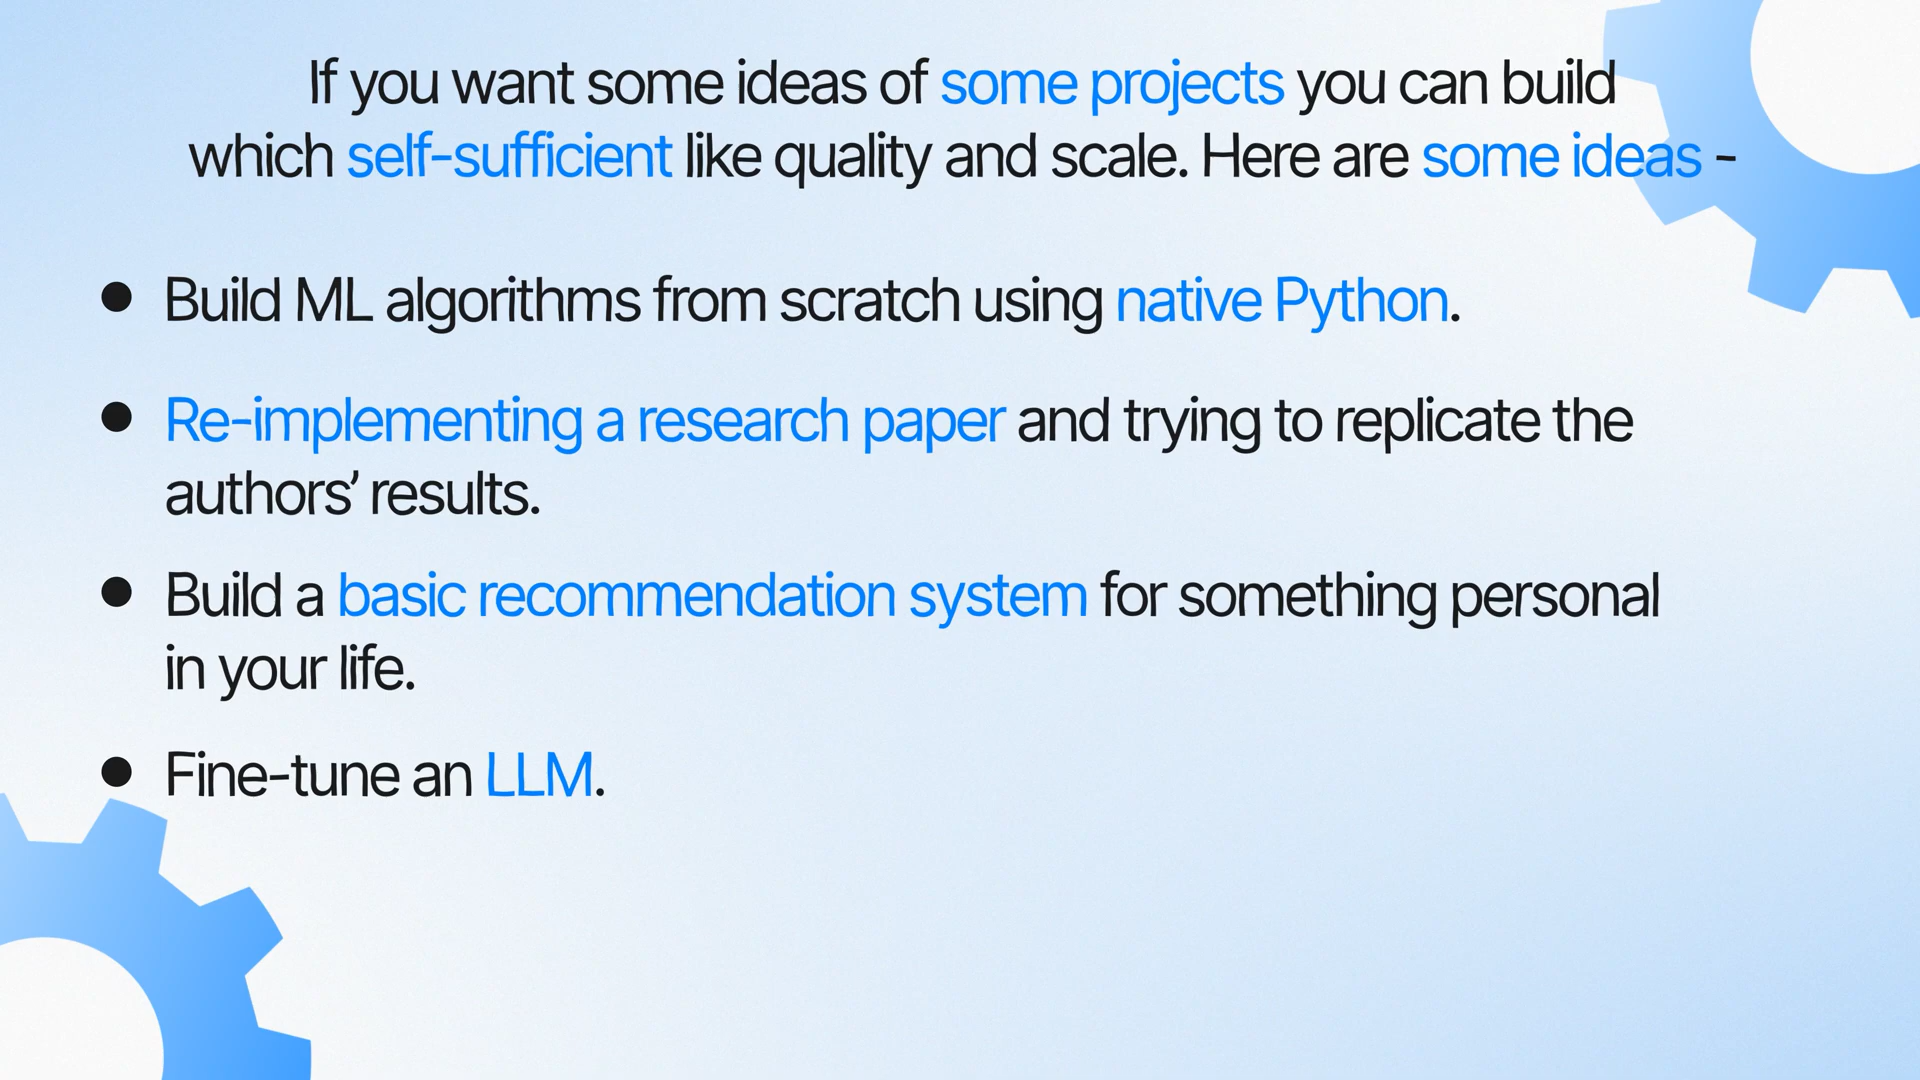 If you want some ideas of some projects you can build
which self-sufficient like quality and scale. Here are some ideas -
● Build ML algorithms from scratch using native Python.
● Re-implementing a research paper and trying to replicate the
authors’ results.
● Build a basic recommendation system for something personal
in your life.
● Fine-tune an LLM.